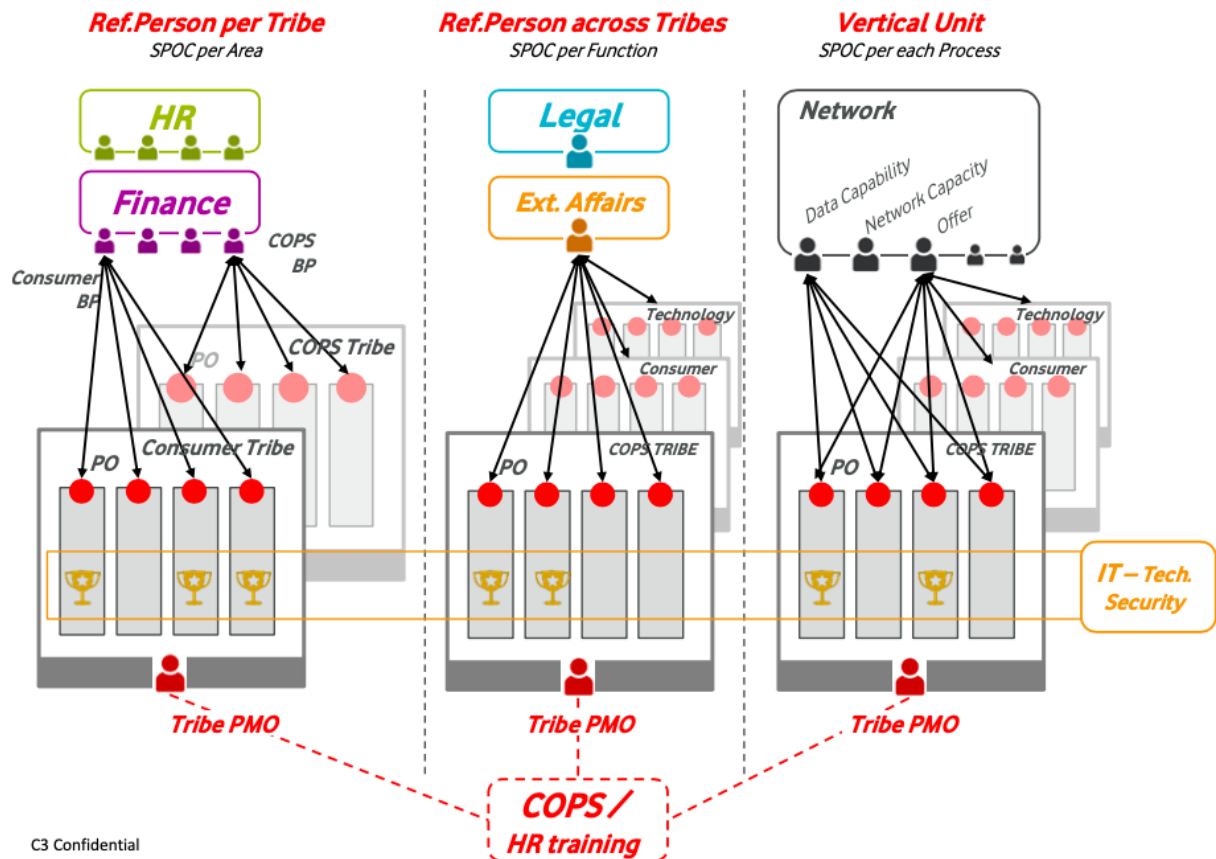 Ref.Person per Tribe
SPOC per Area
Ref.Person across Tribes
SPOC per Function
Vertical Unit
SPOC per each Process
HR
Finance
COPS
BP
Consumer
BP
COPS Tribe
PO
Consumer Tribe
PO
Legal
Ext. Affairs
Technology
Consumer
COPS TRIBE
PO
Network
Data Capability
Network Capacity
Offer
Technology
Consumer
COPS TRIBE
PO
IT – Tech.
Security
Tribe PMO
Tribe PMO
Tribe PMO
COPS /
HR training
C3 Confidential